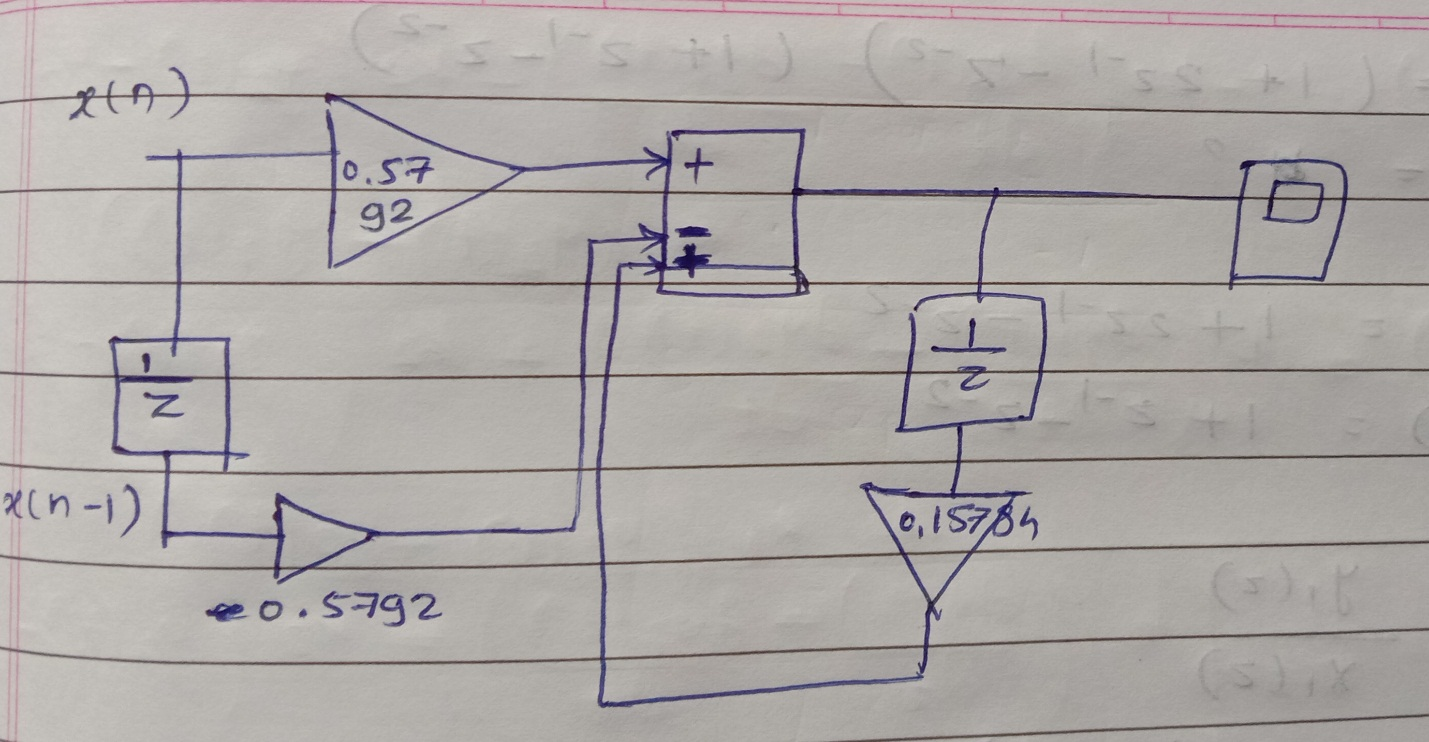 x(n)
0.57
92
+
-
+
1
z
1
z
x(n-1)
0.5792
0.15784